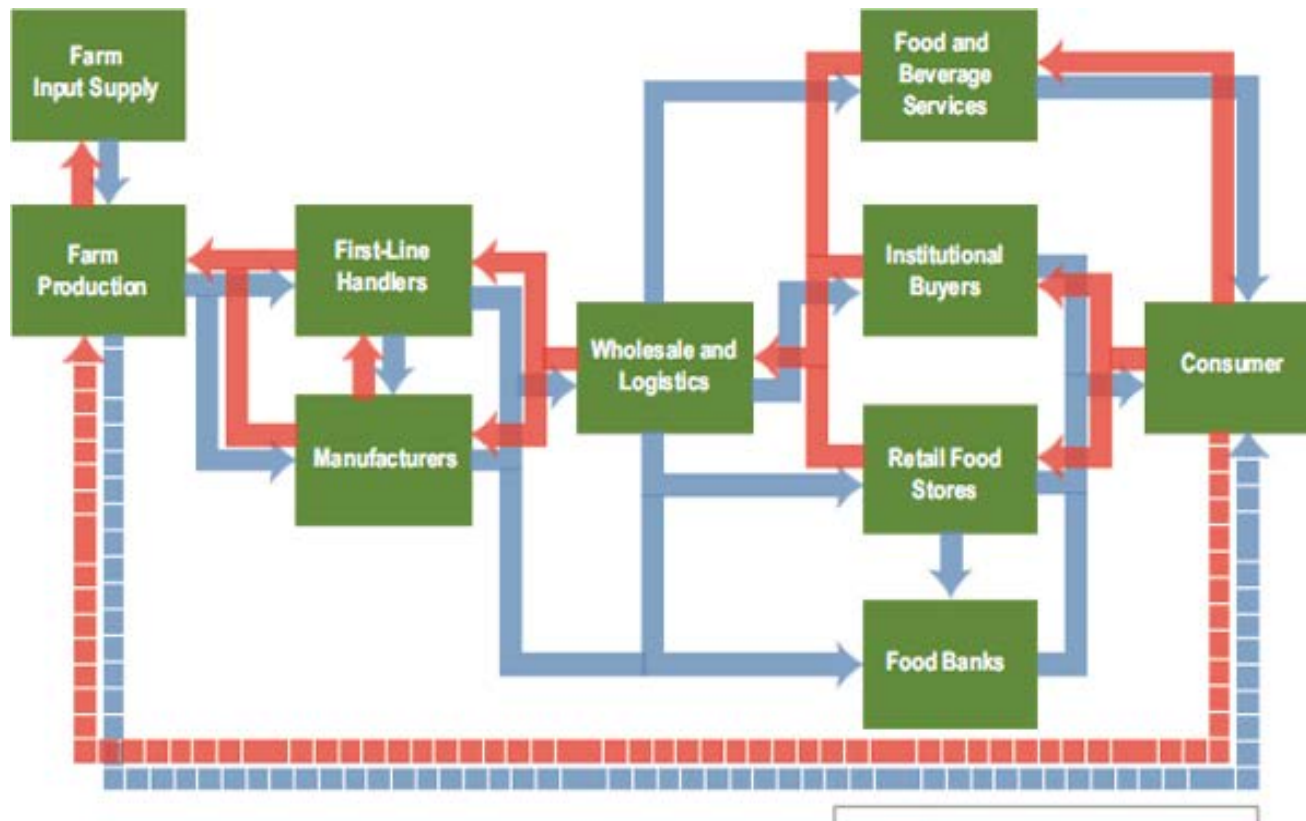 Farm
Input Supply
Food and
Beverage
Services
Farm
Production
First-Line
Handlers
Institutional
Buyers
Wholesale and
Logistics
Consumer
Manufacturers
Retail Food
Stores
Food Banks